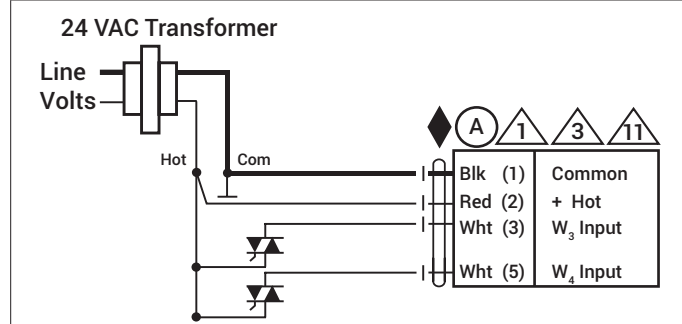 24 VAC Transformer
Line
Volts
Hot
Com
A
1
3
11
Blk (1) Common
Red (2) + Hot
Wht (3) W3 Input
Wht (5) W4 Input